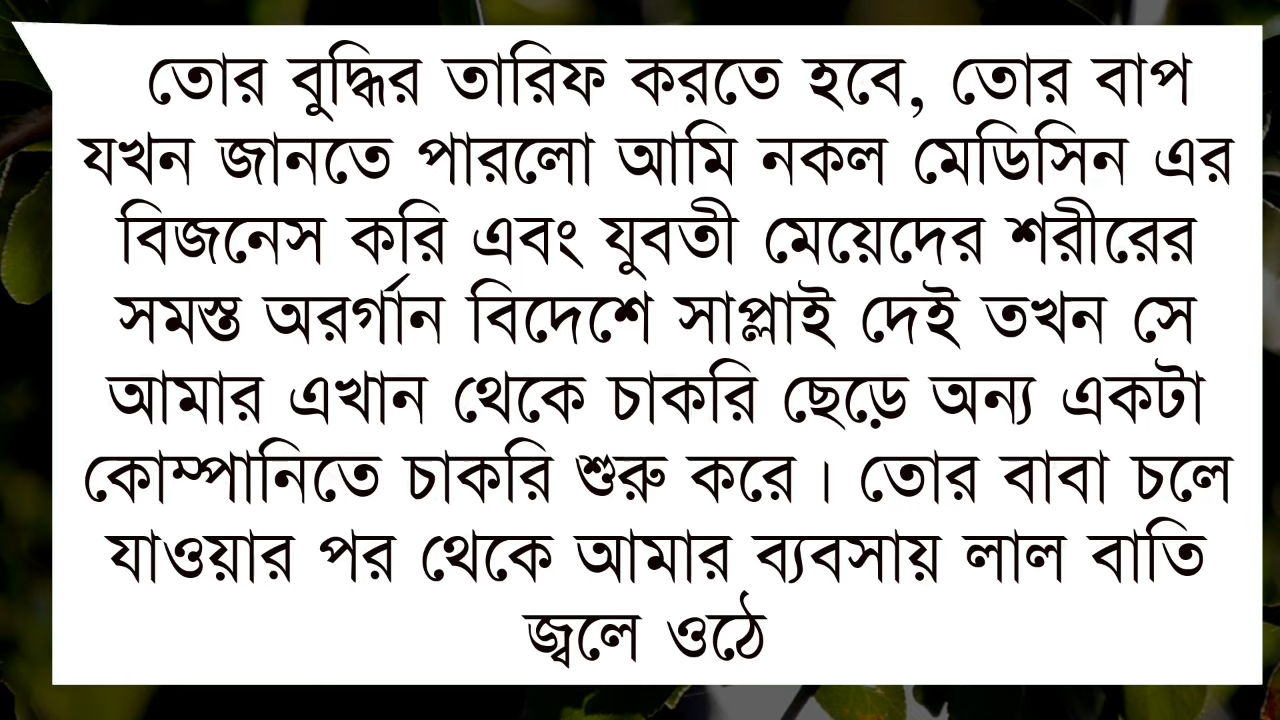 তোর বুদ্ধির তারিফ করতে হবে, তোর বাপ
যখন জানতে পারলো আমি নকল মেডিসিন এর
বিজনেস করি এবং যুবতী মেয়েদের শরীরের
সমস্ত অরর্গান বিদেশে সাপ্লাই দেই তখন সে
আমার এখান থেকে চাকরি ছেড়ে অন্য একটা
কোম্পানিতে চাকরি শুরু করে। তোর বাবা চলে
যাওয়ার পর থেকে আমার ব্যবসায় লাল বাতি
জ্বলে ওঠে